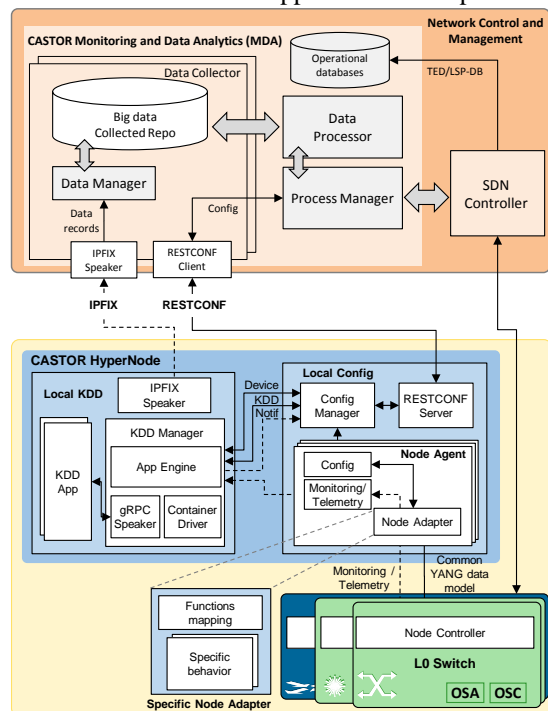 Network Control and
Management
CASTOR Monitoring and Data Analytics (MDA)
Operational
databases
TED/LSP-DB
Data Collector
Big data
Collected Repo
Data
Processor
Data Manager
Process Manager
SDN
Controller
Data
records
Config
IPFIX
Speaker
RESTCONF
Client
IPFIX
RESTCONF
CASTOR HyperNode
Local KDD
Local Config
IPFIX
Speaker
Device
KDD
Notif
Config
Manager
RESTCONF
Server
KDD Manager
App Engine
KDD
App
gRPC
Speaker
Container
Driver
Node Agent
Config
Monitoring/
Telemetry
Node Adapter
Monitoring /
Telemetry
Common
YANG data
model
Functions
mapping
Specific
behavior
Specific Node Adapter
Node Controller
L0 Switch
OSA
OSC